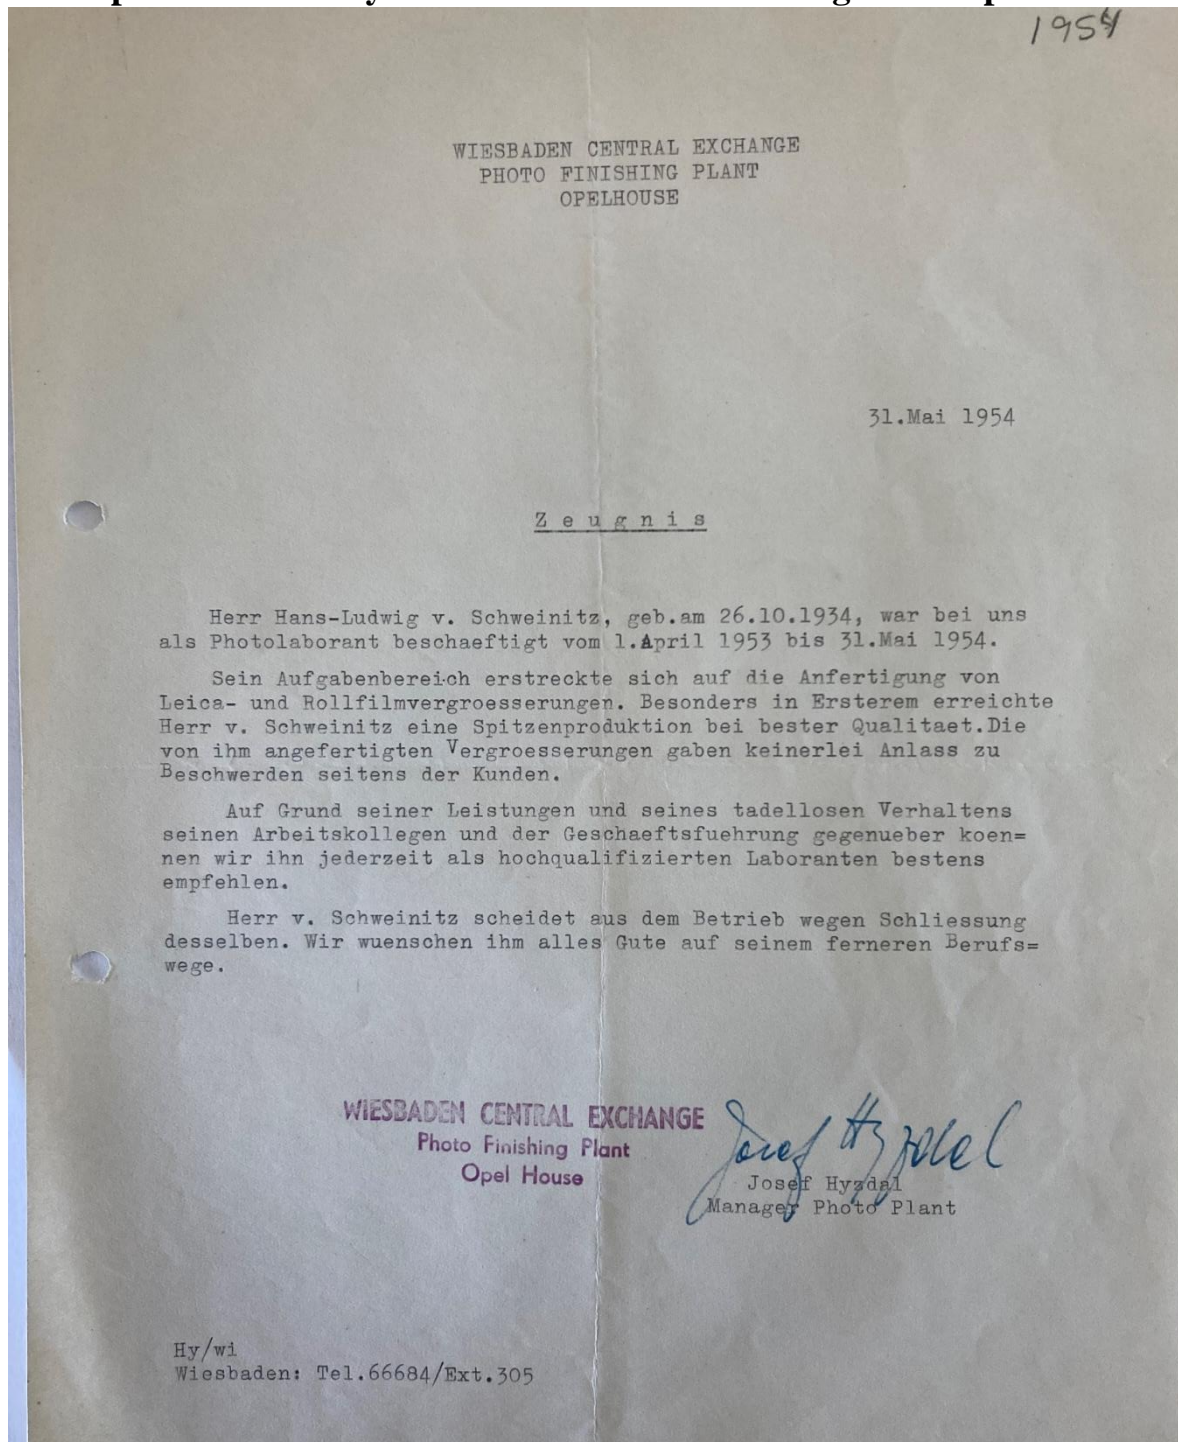 1954
WIESBADEN CENTRAL EXCHANGE
PHOTO FINISHING PLANT
OPELHOUSE
31.Mai 1954
Zeugnis
Herr Hans-Ludwig v. Schweinitz, geb.am 26.10.1934, war bei uns
als Photolaborant beschaeftigt vom 1.April 1953 bis 31.Mai 1954.
Sein Aufgabenbereich erstreckte sich auf die Anfertigung von
Leica- und Rollfilmvergroesserungen. Besonders in Ersterem erreichte
Herr v. Schweinitz eine Spitzenproduktion bei bester Qualitaet.Die
von ihm angefertigten Vergroesserungen gaben keinerlei Anlass zu
Beschwerden seitens der Kunden.
Auf Grund seiner Leistungen und seines tadellosen Verhaltens
seinen Arbeitskollegen und der Geschaeftsfuehrung gegenueber koen=
nen wir ihn jederzeit als hochqualifizierten Laboranten bestens
empfehlen.
Herr v. Schweinitz scheidet aus dem Betrieb wegen Schliessung
desselben. Wir wuenschen ihm alles Gute auf seinem ferneren Berufs=
wege.
WIESBADEN CENTRAL EXCHANGE
Photo Finishing Plant
Opel House
Josef Hyzdal
Josef Hyzdal
Manager Photo Plant
Hy/wi
Wiesbaden: Tel.66684/Ext.305